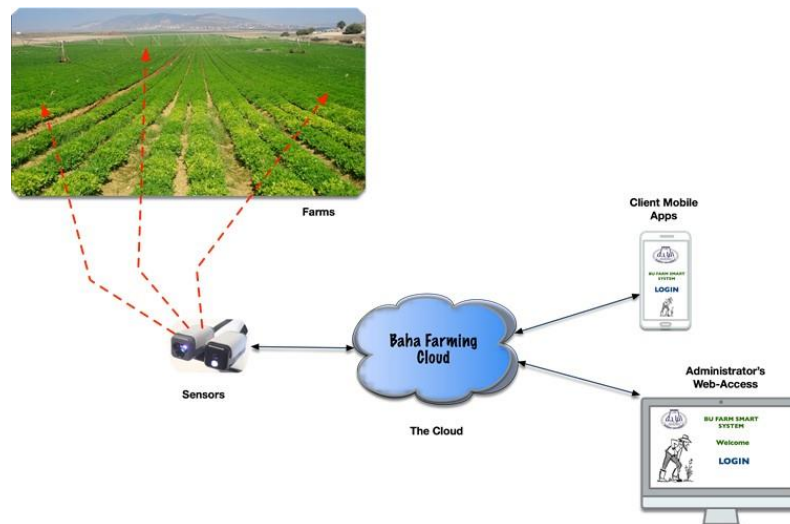 Farms
Client Mobile
Apps
BU FARM SMART
SYSTEM
LOGIN
Baha Farming
Cloud
Sensors
The Cloud
Administrator's
Web-Access
BU FARM SMART
SYSTEM
Welcome
LOGIN